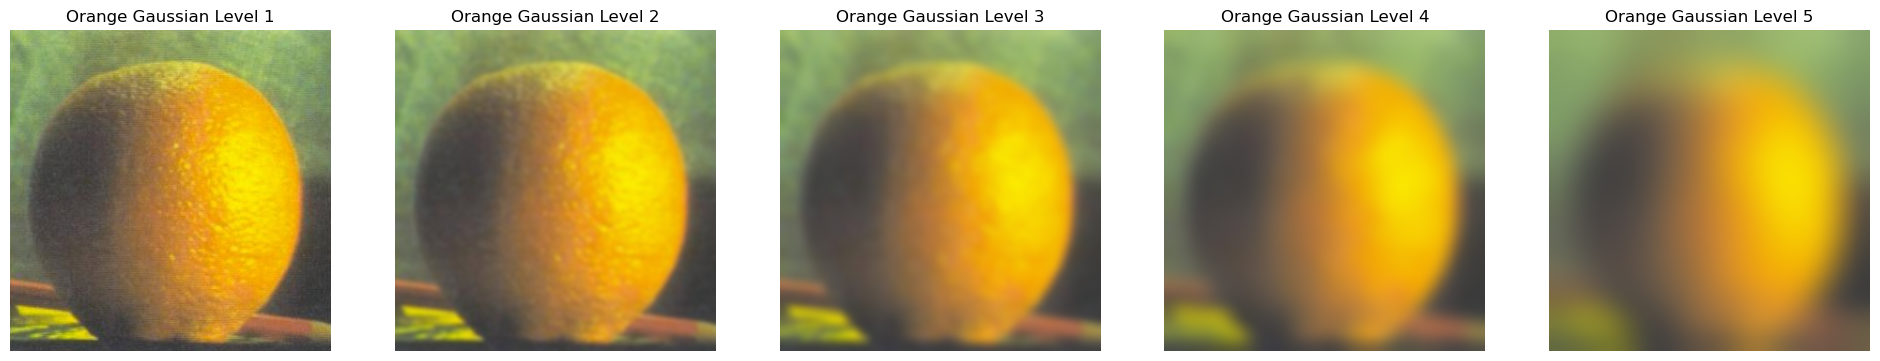 Orange Gaussian Level 1
Orange Gaussian Level 2
Orange Gaussian Level 3
Orange Gaussian Level 4
Orange Gaussian Level 5